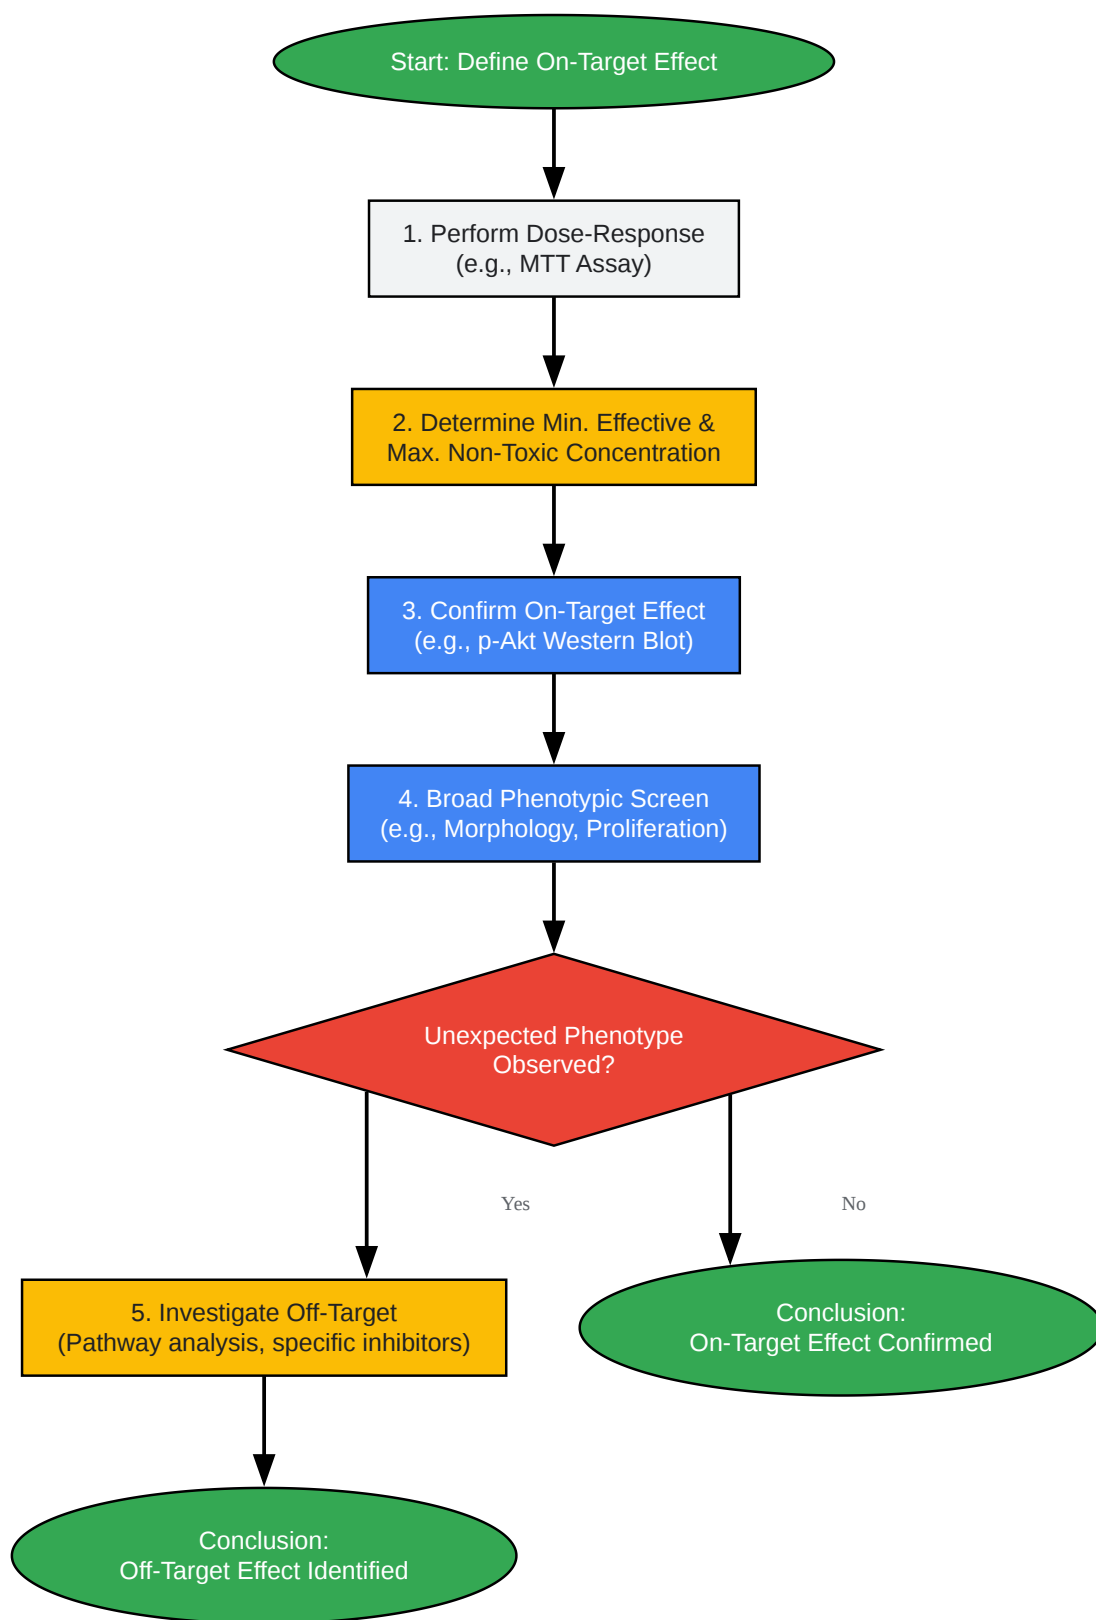 Start: Define On-Target Effect
1. Perform Dose-Response
(e.g., MTT Assay)
2. Determine Min. Effective &
Max. Non-Toxic Concentration
3. Confirm On-Target Effect
(e.g., p-Akt Western Blot)
4. Broad Phenotypic Screen
(e.g., Morphology, Proliferation)
Unexpected Phenotype
Observed?
Yes
No
5. Investigate Off-Target
(Pathway analysis, specific inhibitors)
Conclusion:
On-Target Effect Confirmed
Conclusion:
Off-Target Effect Identified